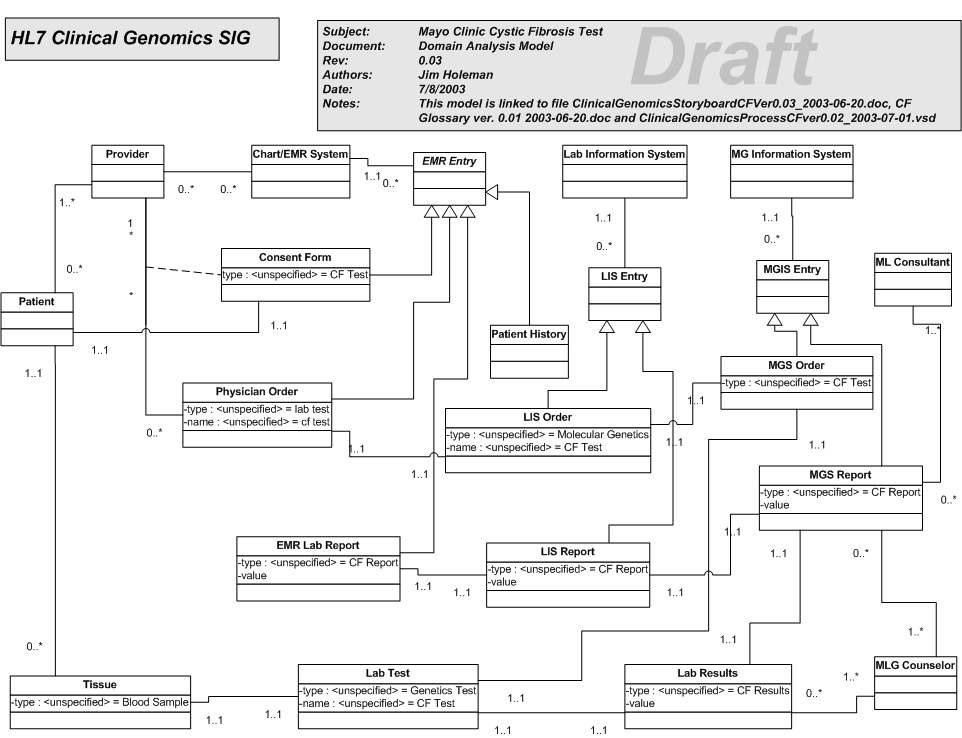 HL7 Clinical Genomics SIG
Subject: Mayo Clinic Cystic Fibrosis Test
Document: Domain Analysis Model
Rev: 0.03
Authors: Jim Holeman
Date: 7/8/2003
Notes: This model is linked to file ClinicalGenomicsStoryboardCFVer0.03_2003-06-20.doc, CF
Glossary ver. 0.01 2003-06-20.doc and ClinicalGenomicsProcessCFver0.02_2003-07-01.vsd
Draft
Provider
Chart/EMR System
EMR Entry
Lab Information System
MG Information System
0..*
0..*
1..1
0..*
1..*
1
*
1..1
0..*
1..1
0..*
Consent Form
type : <unspecified> = CF Test
LIS Entry
MGIS Entry
ML Consultant
0..*
*
Patient
1..1
1..1
1..1
Patient History
1..*
MGS Order
-type : <unspecified> = CF Test
1..1
Physician Order
-type : <unspecified> = lab test
-name : <unspecified> = cf test
0..*
1..1
LIS Order
-type : <unspecified> = Molecular Genetics
-name : <unspecified> = CF Test
1..1
1..1
1..1
MGS Report
-type : <unspecified> = CF Report
-value
0..*
1..1
EMR Lab Report
-type : <unspecified> = CF Report
-value
LIS Report
-type : <unspecified> = CF Report
-value
1..1
0..*
1..1
1..1
1..1
1..*
1..1
0..*
Tissue
-type : <unspecified> = Blood Sample
Lab Test
-type : <unspecified> = Genetics Test
-name : <unspecified> = CF Test
Lab Results
-type : <unspecified> = CF Results
-value
MLG Counselor
1..*
0..*
1..1
1..1
1..1
1..1
1..1